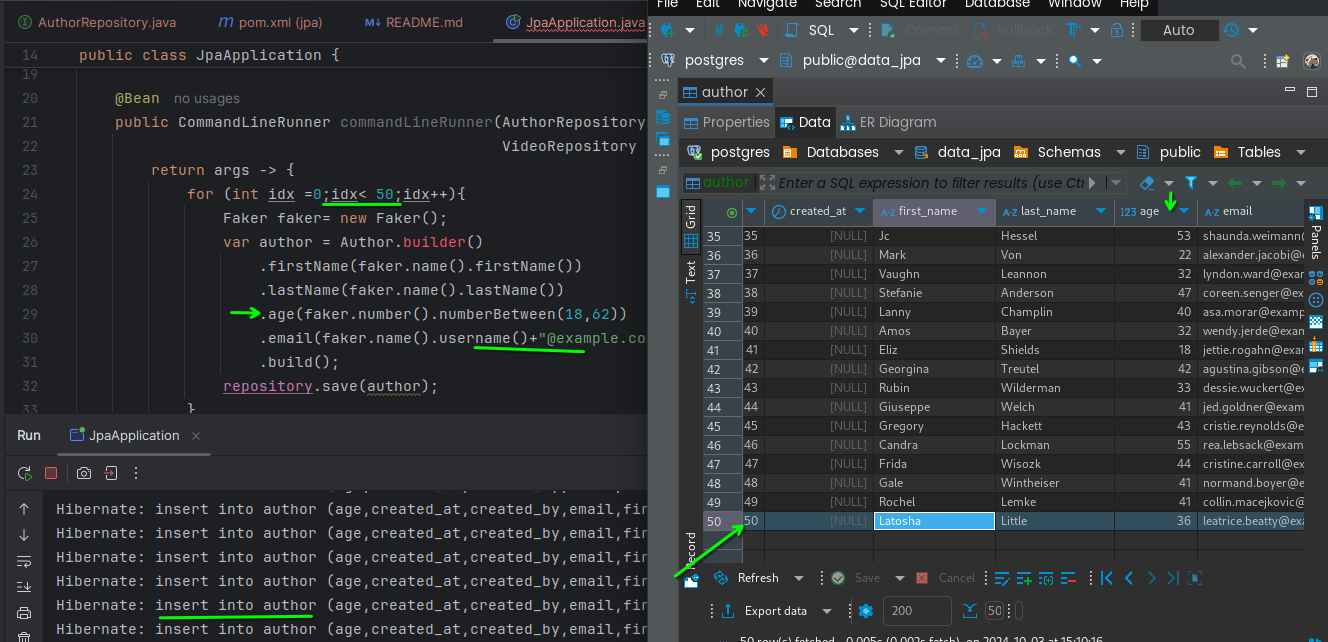 AuthorRepository.java
pom.xml (jpa)
README.md
JpaApplication.java
14 public class JpaApplication {
19
20 @Bean no usages
21 public CommandLineRunner commandLineRunner(AuthorRepository
22 VideoRepository
23 return args -> {
24 for (int idx =0;idx< 50;idx++){
25 Faker faker= new Faker();
26 var author = Author.builder()
27 .firstName(faker.name().firstName())
28 .lastName(faker.name().lastName())
29 .age(faker.number().numberBetween(18,62))
30 .email(faker.name().username()+"@example.co
31 .build();
32 repository.save(author);
33 }
Run JpaApplication
Hibernate: insert into author (age,created_at,created_by,email,fir
Hibernate: insert into author (age,created_at,created_by,email,fir
Hibernate: insert into author (age,created_at,created_by,email,fir
Hibernate: insert into author (age,created_at,created_by,email,fir
Hibernate: insert into author (age,created_at,created_by,email,fir
Hibernate: insert into author (age,created_at,created_by,email,fir
File Edit Navigate Search SQL Editor Database Window Help
SQL Commit Rollback Auto
postgres public@data_jpa
author
Properties Data ER Diagram
postgres Databases data_jpa Schemas public Tables
author Enter a SQL expression to filter results (use Ctr
Grid
Text
Record
Panels
created_at first_name last_name 123 age email
35 35 [NULL] Jc Hessel 53 shaunda.weimann@
36 36 [NULL] Mark Von 22 alexander.jacobi@e
37 37 [NULL] Vaughn Leannon 32 lyndon.ward@exar
38 38 [NULL] Stefanie Anderson 47 coreen.senger@ex
39 39 [NULL] Lanny Champlin 40 asa.morar@examp
40 40 [NULL] Amos Bayer 32 wendy.jerde@exar
41 41 [NULL] Eliz Shields 18 jettie.rogahn@exar
42 42 [NULL] Georgina Treutel 42 agustina.gibson@e
43 43 [NULL] Rubin Wilderman 33 dessie.wuckert@ex
44 44 [NULL] Giuseppe Welch 41 jed.goldner@exam
45 45 [NULL] Gregory Hackett 43 cristie.reynolds@e
46 46 [NULL] Candra Lockman 55 rea.lebsack@exam
47 47 [NULL] Frida Wisozk 44 cristine.carroll@ex
48 48 [NULL] Gale Wintheiser 41 normand.boyer@e
49 49 [NULL] Rochel Lemke 41 collin.macejkovic@
50 50 [NULL] Latosha Little 36 leatrice.beatty@exa
Refresh Save Cancel
Export data 200 50
50 row(s) fetched - 0.005s (0.002s fetch), on 2024-10-03 at 15:10:16